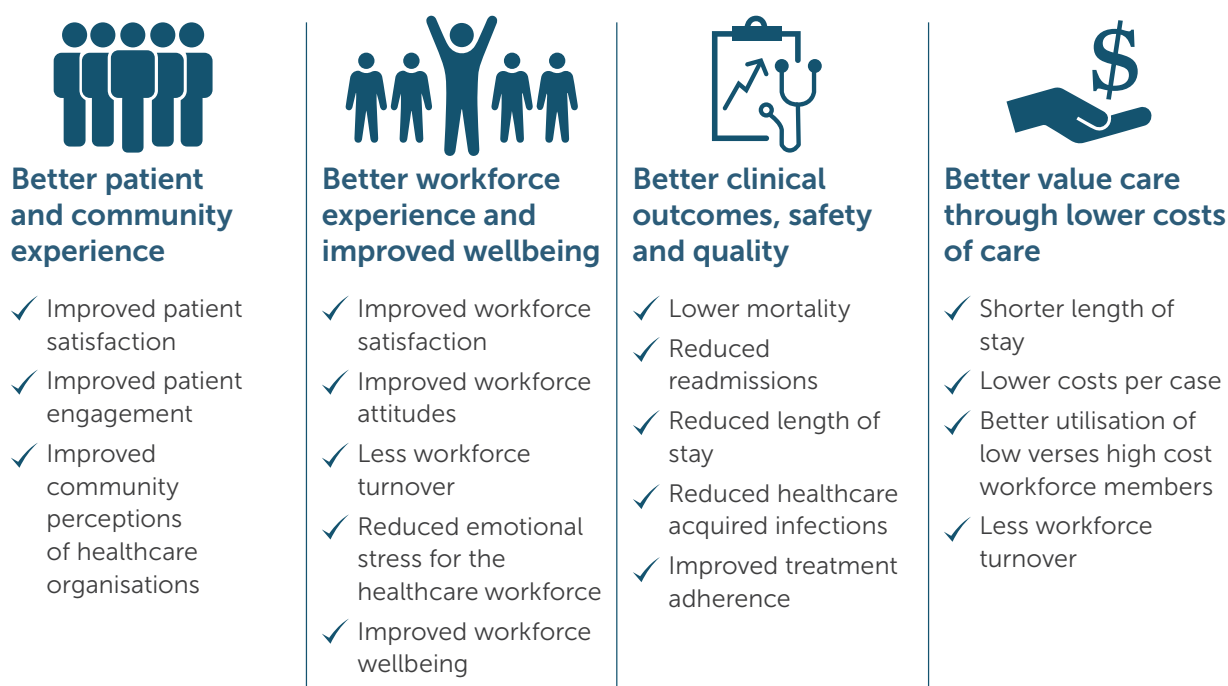 $
Better patient
and community
experience
Improved patient
satisfaction
Improved patient
engagement
Improved
community
perceptions
of healthcare
organisations
Better workforce
experience and
improved wellbeing
Improved workforce
satisfaction
Improved workforce
attitudes
Less workforce
turnover
Reduced emotional
stress for the
healthcare workforce
Improved workforce
wellbeing
Better clinical
outcomes, safety
and quality
Lower mortality
Reduced
readmissions
Reduced length of
stay
Reduced healthcare
acquired infections
Improved treatment
adherence
Better value care
through lower costs
of care
Shorter length of
stay
Lower costs per case
Better utilisation of
low verses high cost
workforce members
Less workforce
turnover